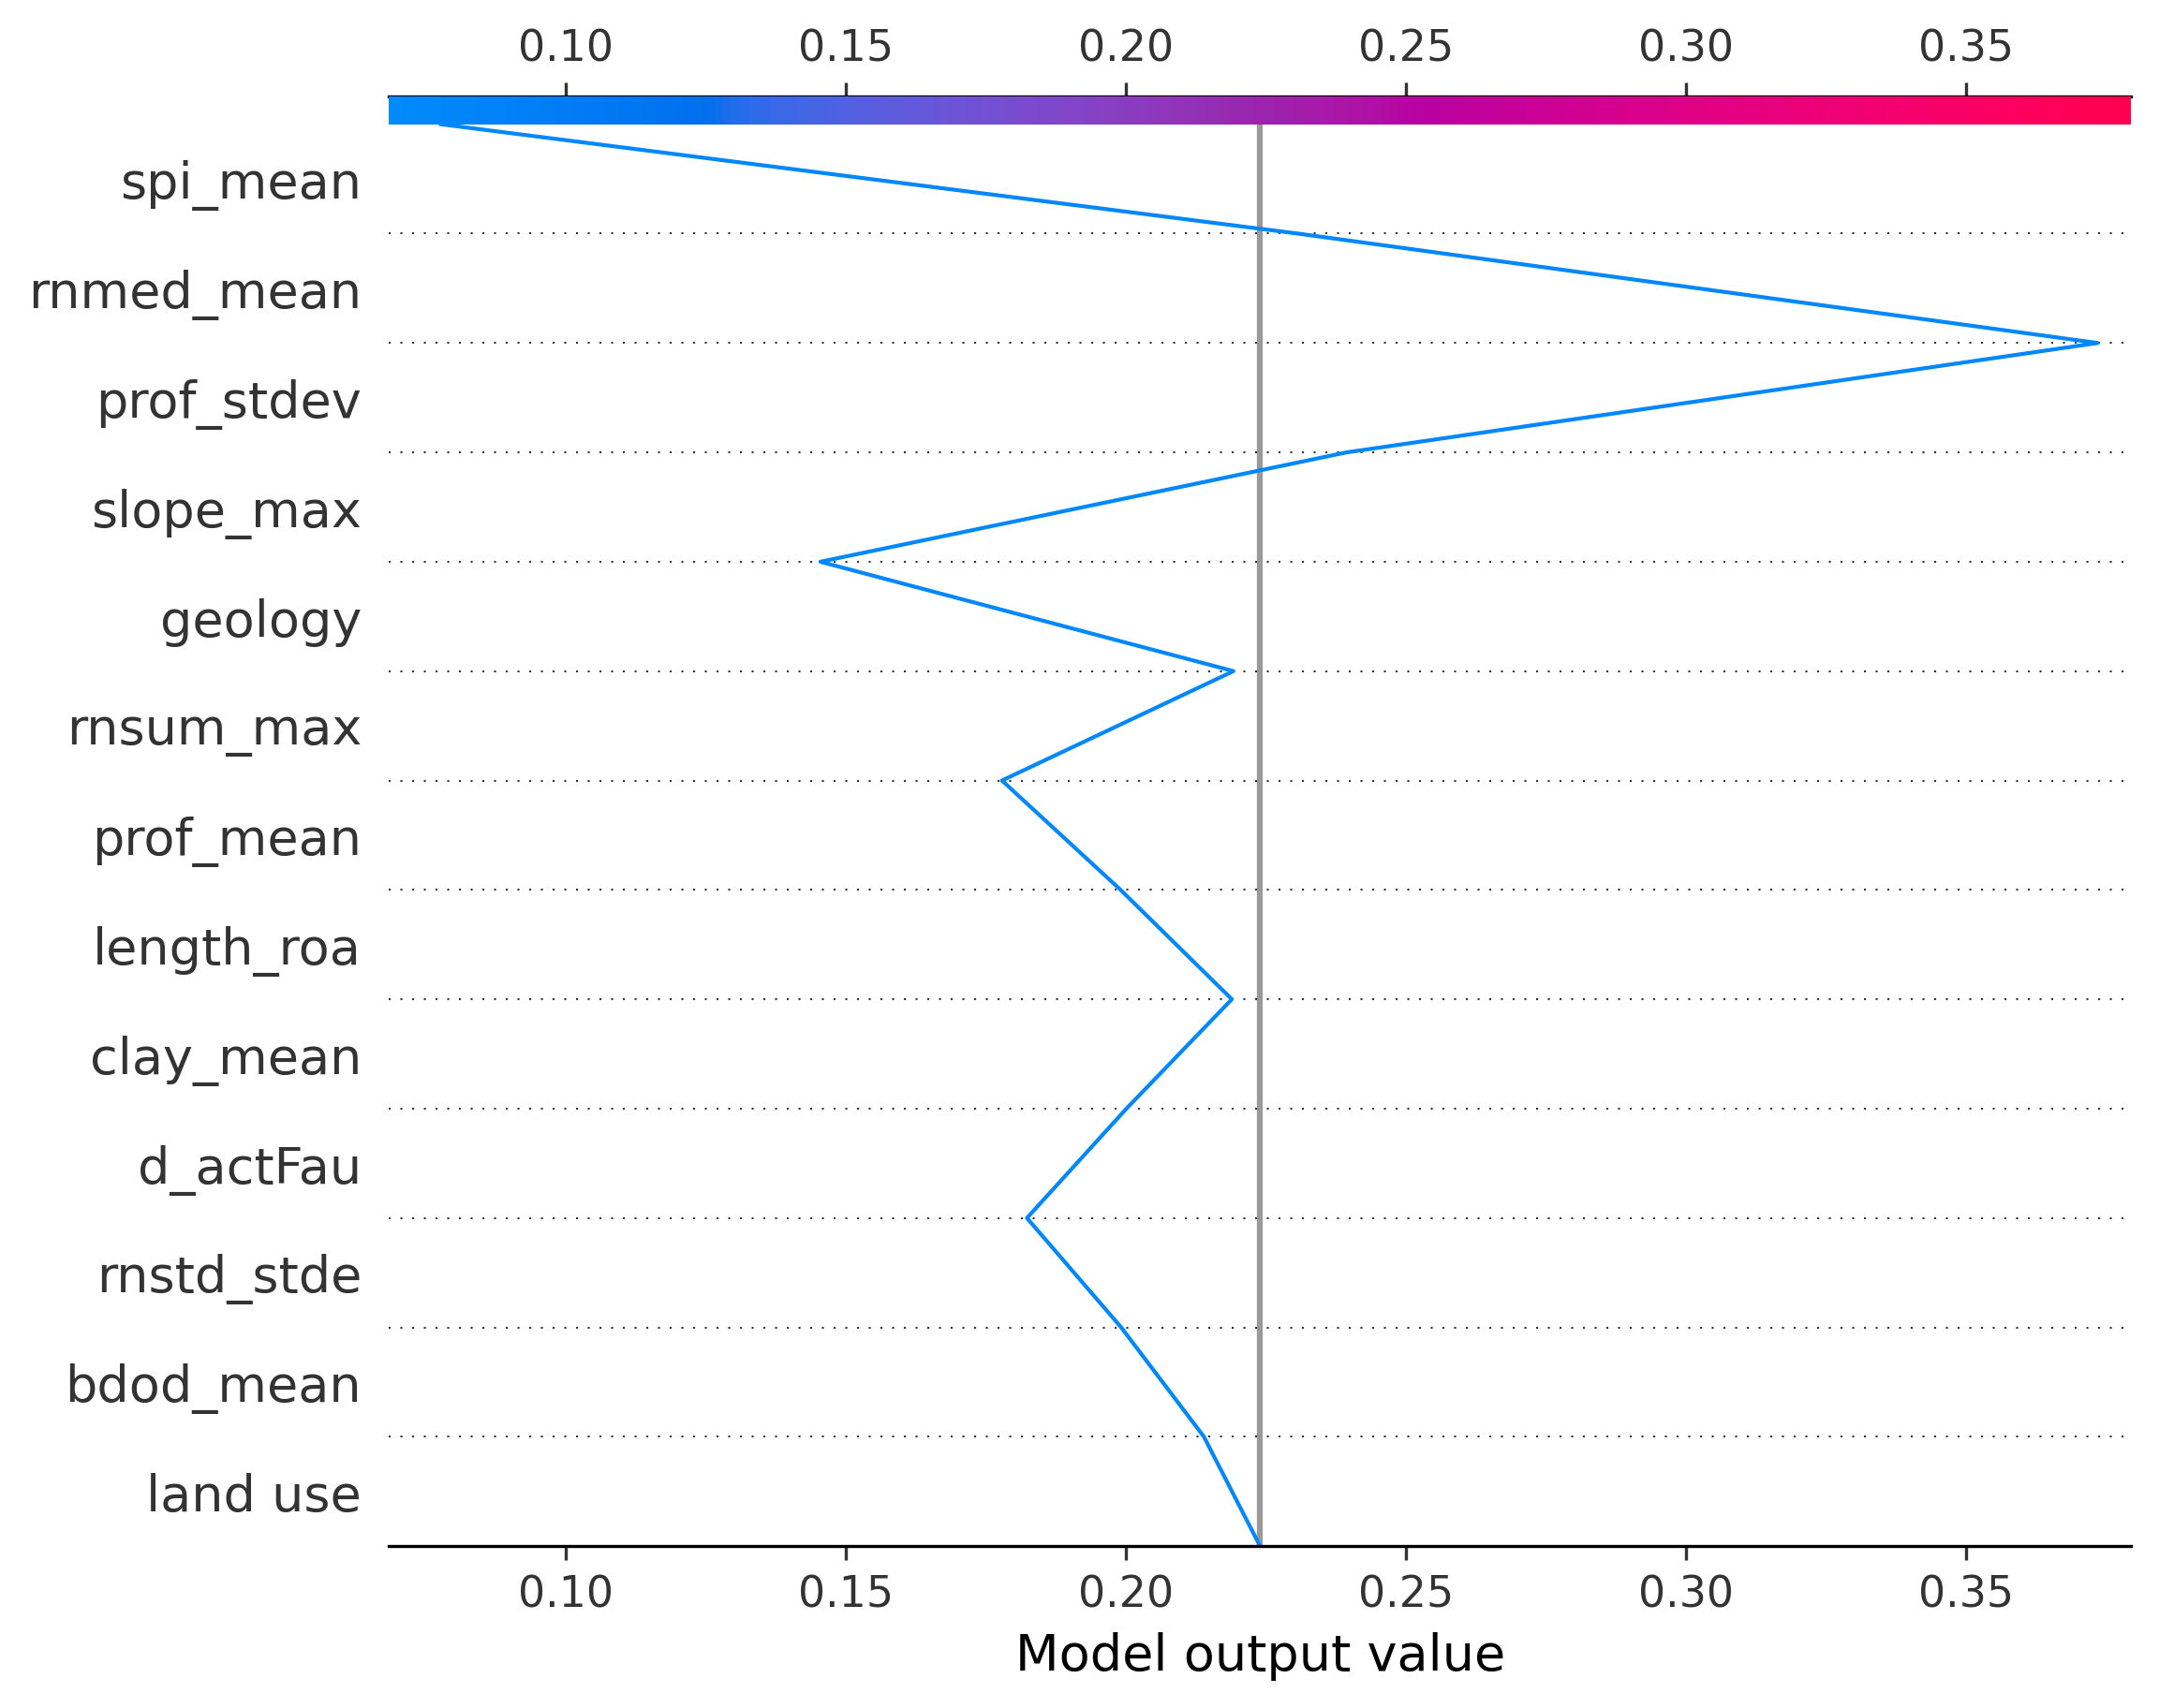 0.10 0.15 0.20 0.25 0.30 0.35
spi_mean
rnmed_mean
prof_stdev
slope_max
geology
rnsum_max
prof_mean
length_roa
clay_mean
d_actFau
rnstd_stde
bdod_mean
land use
0.10 0.15 0.20 0.25 0.30 0.35
Model output value